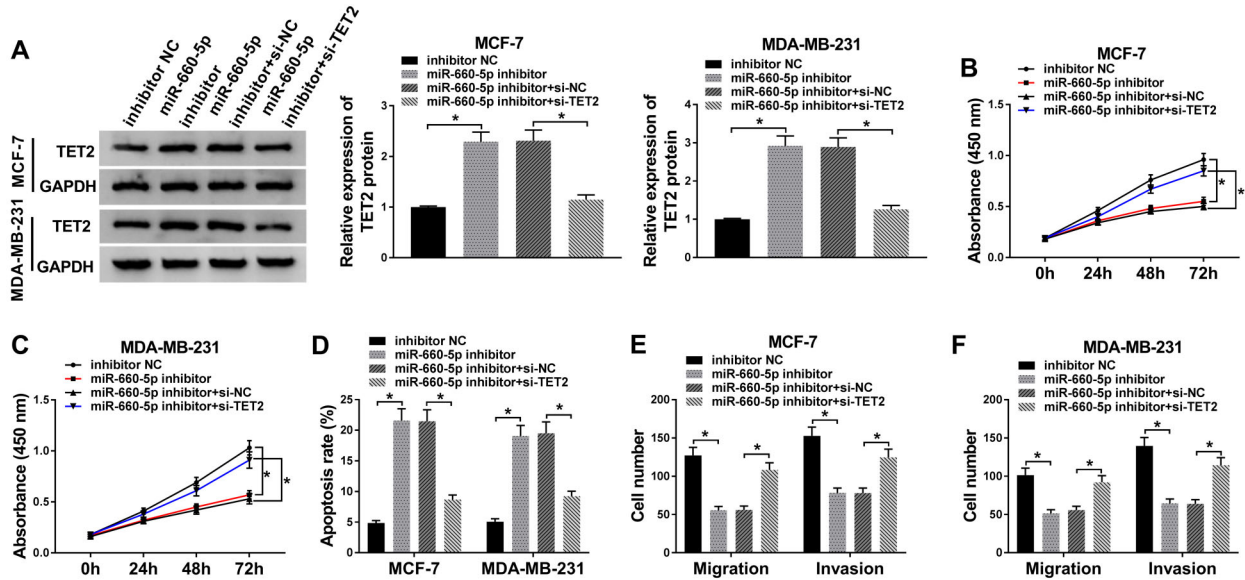 A
inhibitor NC
miR-660-5p
inhibitor
miR-660-5p
inhibitor+si-NC
miR-660-5p
inhibitor+si-TET2
MCF-7
TET2
GAPDH
MDA-MB-231
TET2
GAPDH
MCF-7
inhibitor NC
miR-660-5p inhibitor
miR-660-5p inhibitor+si-NC
miR-660-5p inhibitor+si-TET2
Relative expression of
TET2 protein
3
2
1
0
*
*
MDA-MB-231
inhibitor NC
miR-660-5p inhibitor
miR-660-5p inhibitor+si-NC
miR-660-5p inhibitor+si-TET2
Relative expression of
TET2 protein
4
3
2
1
0
*
*
B
MCF-7
inhibitor NC
miR-660-5p inhibitor
miR-660-5p inhibitor+si-NC
miR-660-5p inhibitor+si-TET2
Absorbance (450 nm)
1.5
1.0
0.5
0.0
*
*
0h 24h 48h 72h
C
MDA-MB-231
inhibitor NC
miR-660-5p inhibitor
miR-660-5p inhibitor+si-NC
miR-660-5p inhibitor+si-TET2
Absorbance (450 nm)
1.5
1.0
0.5
0.0
*
*
0h 24h 48h 72h
D
inhibitor NC
miR-660-5p inhibitor
miR-660-5p inhibitor+si-NC
miR-660-5p inhibitor+si-TET2
Apoptosis rate (%)
25
20
15
10
5
0
* * * *
MCF-7 MDA-MB-231
E
MCF-7
inhibitor NC
miR-660-5p inhibitor
miR-660-5p inhibitor+si-NC
miR-660-5p inhibitor+si-TET2
Cell number
200
150
100
50
0
* * * *
Migration Invasion
F
MDA-MB-231
inhibitor NC
miR-660-5p inhibitor
miR-660-5p inhibitor+si-NC
miR-660-5p inhibitor+si-TET2
Cell number
200
150
100
50
0
* * * *
Migration Invasion